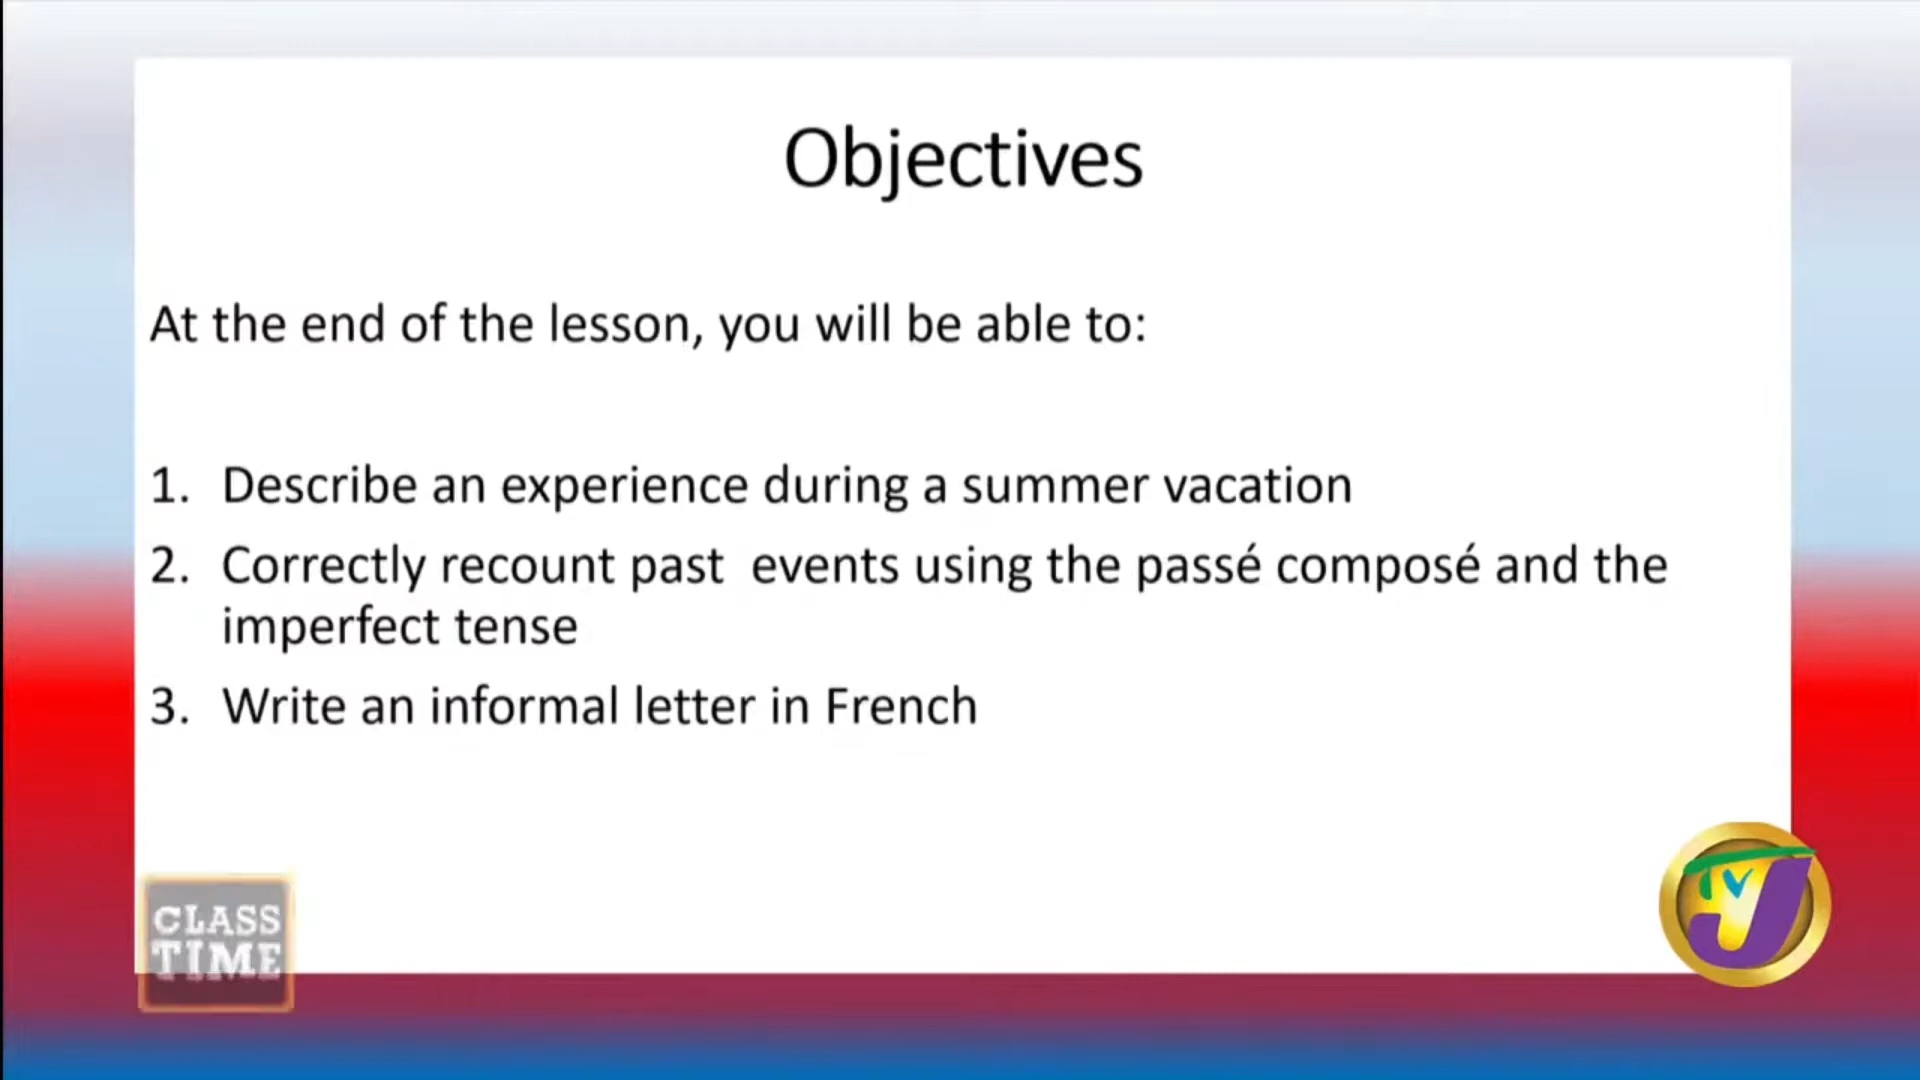 Objectives
At the end of the lesson, you will be able to:
1. Describe an experience during a summer vacation
2. Correctly recount past  events using the passé composé and the
imperfect tense
3. Write an informal letter in French
CLASS
TIME
TVJ